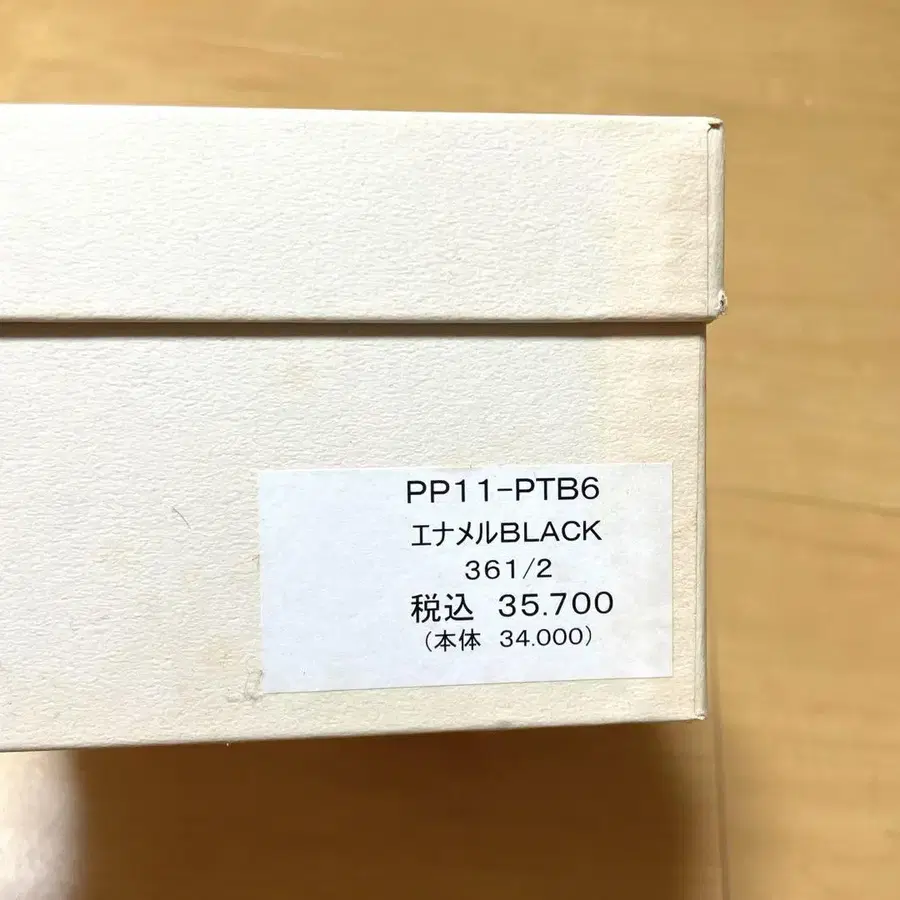 PP11-PTB6
エナメルBLACK
361/2
税込 35.700
（本体 34.000）